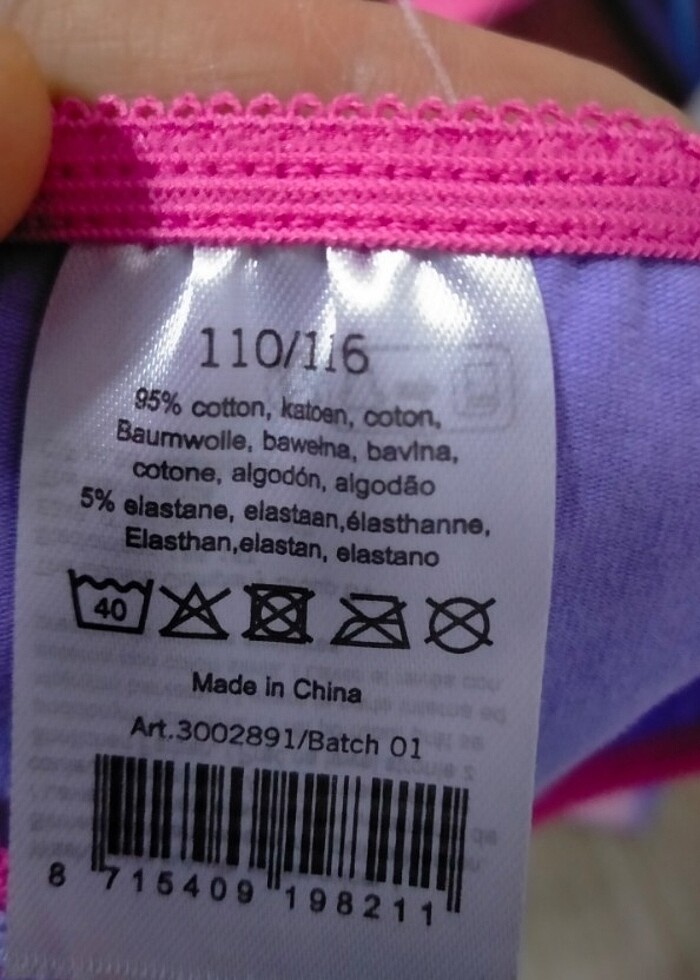 110/116
95% cotton, katoen, coton,
Baumwolle, bawełna, bavlna,
cotone, algodón, algodão
5% elastane, elastaan,élasthanne,
Elasthan,elastan, elastano
40
Made in China
Art.3002891/Batch 01
8 715409 198211